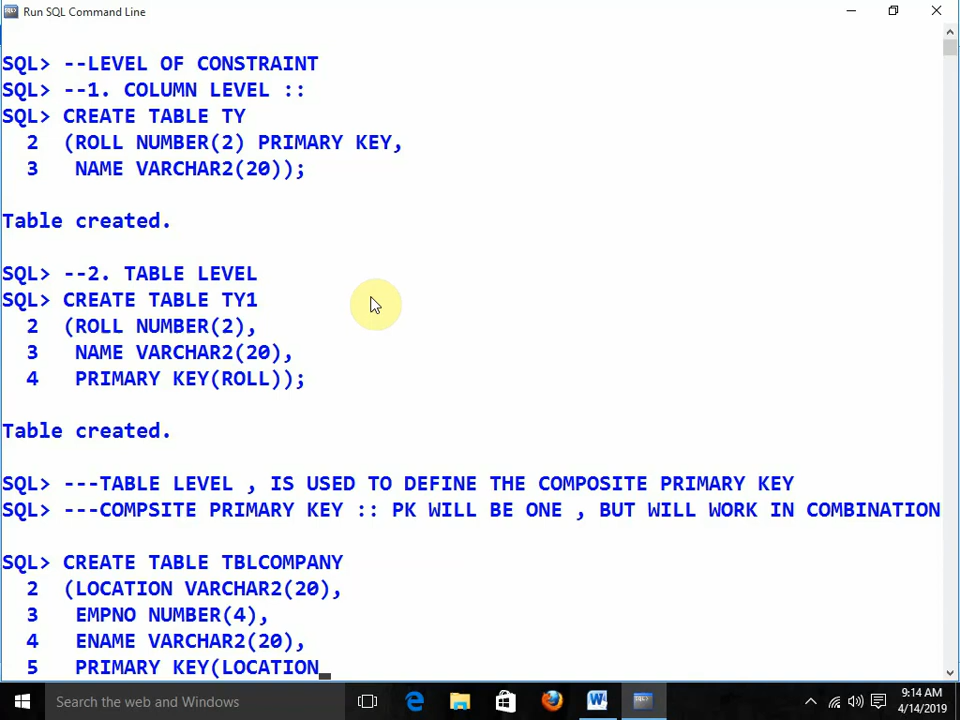 Run SQL Command Line
SQL> --LEVEL OF CONSTRAINT
SQL> --1. COLUMN LEVEL ::
SQL> CREATE TABLE TY
2 (ROLL NUMBER(2) PRIMARY KEY,
3 NAME VARCHAR2(20));
Table created.
SQL> --2. TABLE LEVEL
SQL> CREATE TABLE TY1
2 (ROLL NUMBER(2),
3 NAME VARCHAR2(20),
4 PRIMARY KEY(ROLL));
Table created.
SQL> ---TABLE LEVEL , IS USED TO DEFINE THE COMPOSITE PRIMARY KEY
SQL> ---COMPSITE PRIMARY KEY :: PK WILL BE ONE , BUT WILL WORK IN COMBINATION
SQL> CREATE TABLE TBLCOMPANY
2 (LOCATION VARCHAR2(20),
3 EMPNO NUMBER(4),
4 ENAME VARCHAR2(20),
5 PRIMARY KEY(LOCATION
Search the web and Windows
9:14 AM
4/14/2019